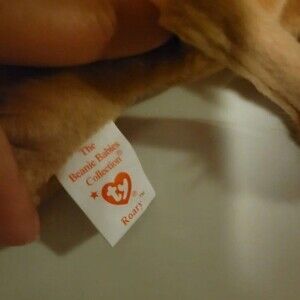 The
Beanie Babies
Collection®
ty®
Roary™